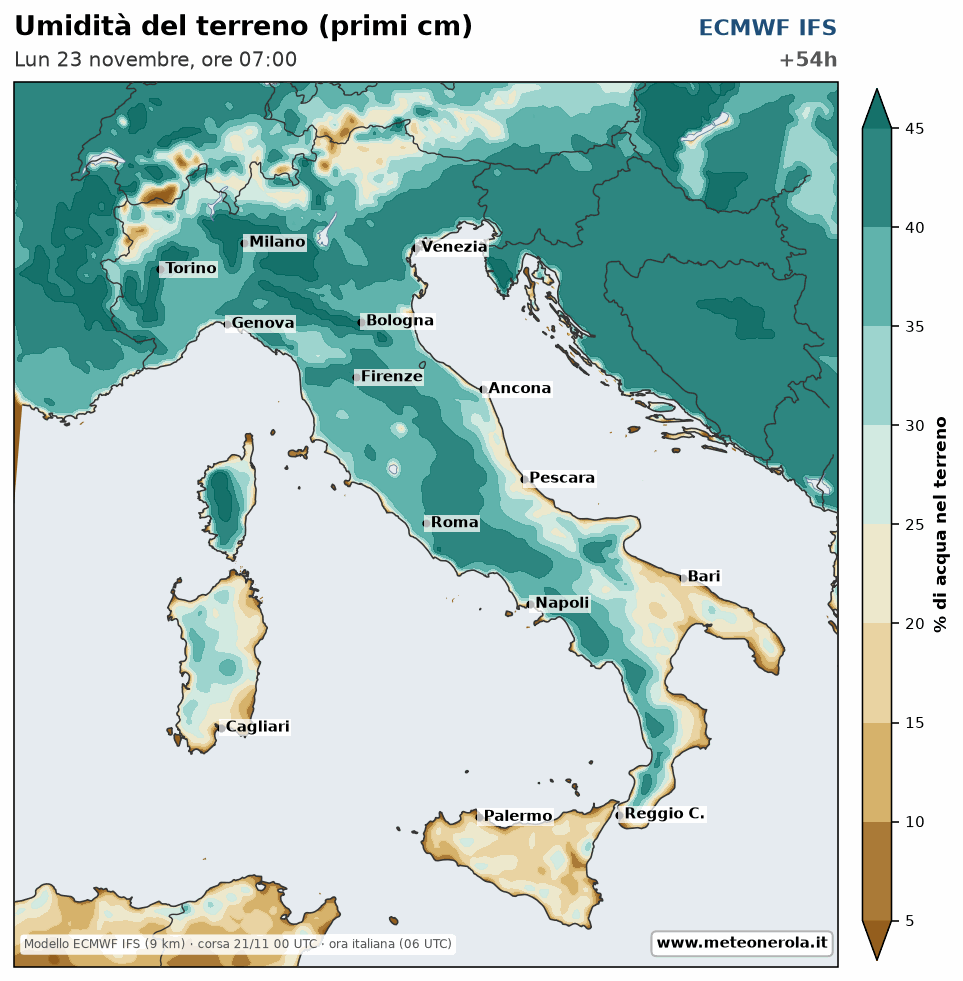 Umidità del terreno (primi cm)
ECMWF IFS
Lun 23 novembre, ore 07:00
+54h
Milano
Venezia
Torino
Genova
Bologna
Firenze
Ancona
Pescara
Roma
Bari
Napoli
Cagliari
Palermo
Reggio C.
45
40
35
30
25
20
15
10
5
% di acqua nel terreno
Modello ECMWF IFS (9 km) · corsa 21/11 00 UTC · ora italiana (06 UTC)
www.meteonerola.it